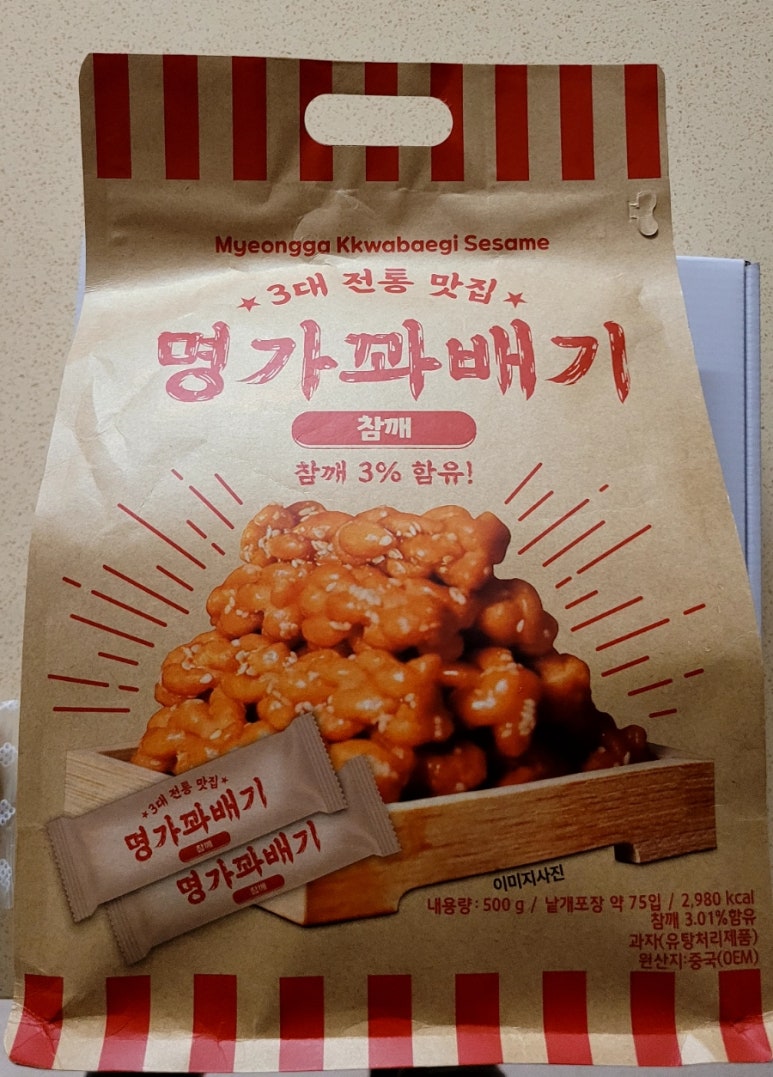 Myeongga Kkwabaegi Sesame
★3대 전통 맛집★
명가꽈배기
참깨
참깨 3% 함유!
★3대 전통 맛집★
명가꽈배기
참깨
명가꽈배기
참깨
이미지사진
내용량: 500 g / 낱개포장 약 75입 / 2,980 kcal
참깨 3.01%함유
과자(유탕처리제품)
원산지:중국(OEM)